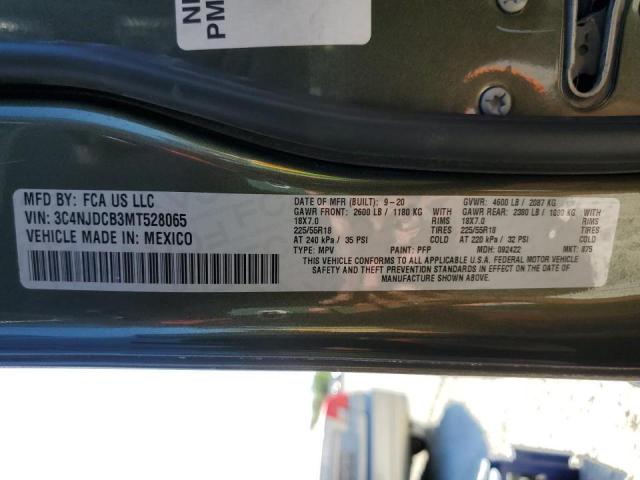 NE
PM
MFD BY: FCA US LLC
VIN: 3C4NJDCB3MT528065
VEHICLE MADE IN: MEXICO
DATE OF MFR (BUILT): 9-20 GVWR: 4600 LB / 2087 KG
GAWR FRONT: 2600 LB / 1180 KG WITH GAWR REAR: 2380 LB / 1080 KG WITH
18X7.0 RIMS 18X7.0 RIMS
225/55R18 TIRES 225/55R18 TIRES
AT 240 kPa / 35 PSI COLD AT 220 kPa / 32 PSI COLD
TYPE: MPV PAINT: PFP MDH: 092422 MKT: 875
THIS VEHICLE CONFORMS TO ALL APPLICABLE U.S.A. FEDERAL MOTOR VEHICLE
SAFETY AND THEFT PREVENTION STANDARDS IN EFFECT ON THE DATE OF
MANUFACTURE SHOWN ABOVE.